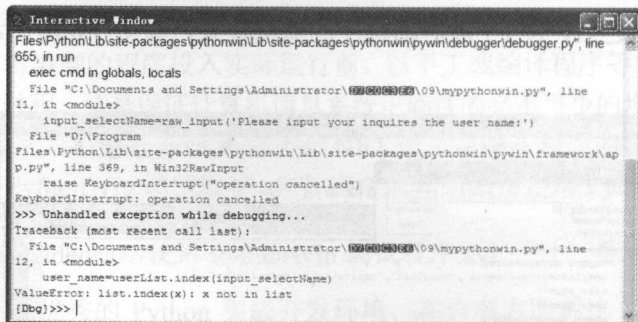 Interactive Window
Files\Python\Lib\site-packages\pythonwin\Lib\site-packages\pythonwin\pywin\debugger\debugger.py", line
655, in run
exec cmd in globals, locals
File "C:\Documents and Settings\Administrator\\09\mypythonwin.py", line
11, in <module>
input_selectName=raw_input('Please input your inquires the user name:')
File "D:\Program
Files\Python\Lib\site-packages\pythonwin\Lib\site-packages\pythonwin\pywin\framework\ap
p.py", line 369, in Win32RawInput
raise KeyboardInterrupt("operation cancelled")
KeyboardInterrupt: operation cancelled
>>> Unhandled exception while debugging...
Traceback (most recent call last):
File "C:\Documents and Settings\Administrator\\09\mypythonwin.py", line
12, in <module>
user_name=userList.index(input_selectName)
ValueError: list.index(x): x not in list
[Dbg]>>>